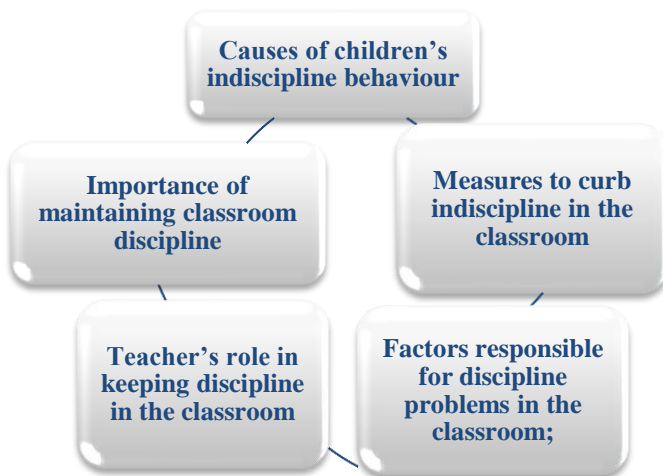 Causes of children’s
indiscipline behaviour
Measures to curb
indiscipline in the
classroom
Factors responsible
for discipline
problems in the
classroom;
Teacher’s role in
keeping discipline
in the classroom
Importance of
maintaining classroom
discipline